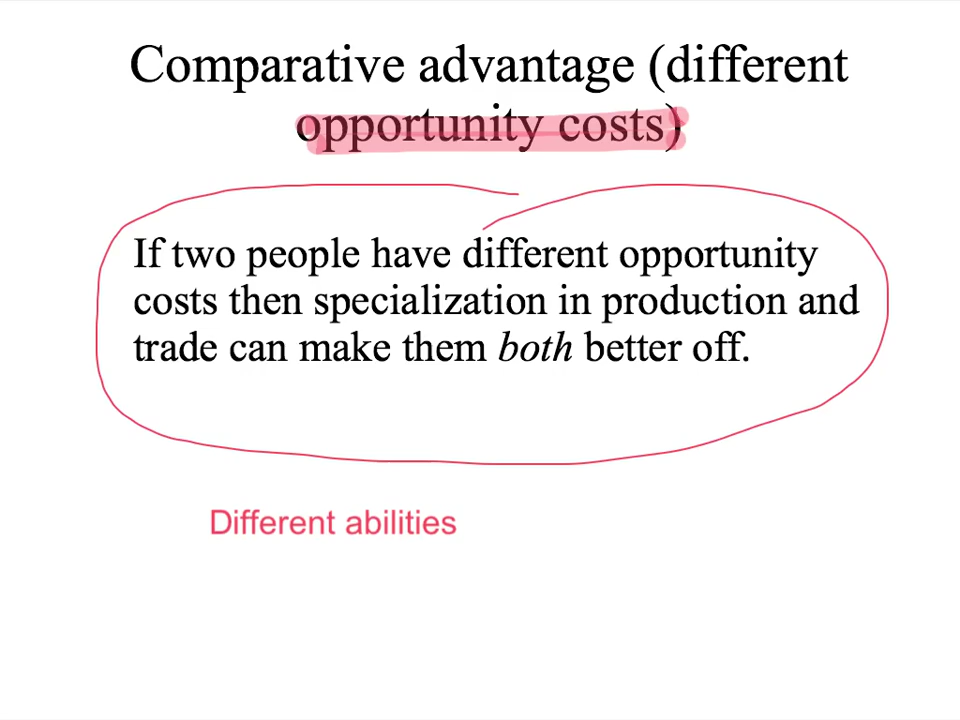 Comparative advantage (different
opportunity costs)
If two people have different opportunity
costs then specialization in production and
trade can make them both better off.
Different abilities